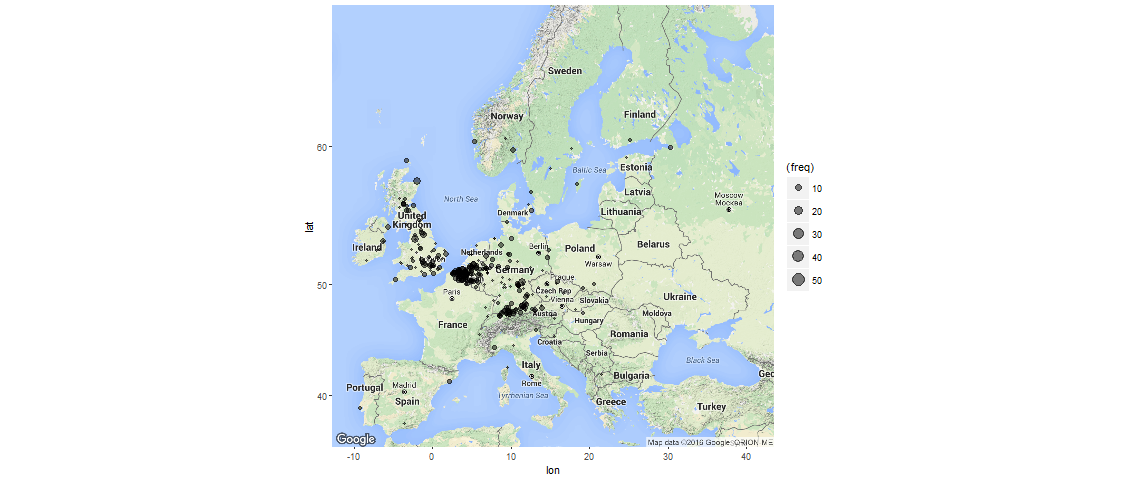 Sweden
Norway
Finland
60
Estonia
Baltic Sea
Latvia
Moscow
Москва
North Sea
Denmark
Lithuania
United
Kingdom
lat
Ireland
Netherlands
Berlin
Poland
Belarus
Warsaw
Germany
Prague
50
Paris
Czech Rep
Vienna
Slovakia
Ukraine
Austria
Hungary
Moldova
France
Romania
Croatia
Serbia
Black Sea
Italy
Bulgaria
Geo
Portugal
Madrid
Rome
40
Spain
Tyrrhenian Sea
Greece
Turkey
Google
Map data ©2016 Google, ORION-ME
-10
0
10
20
30
40
lon
(freq)
10
20
30
40
50